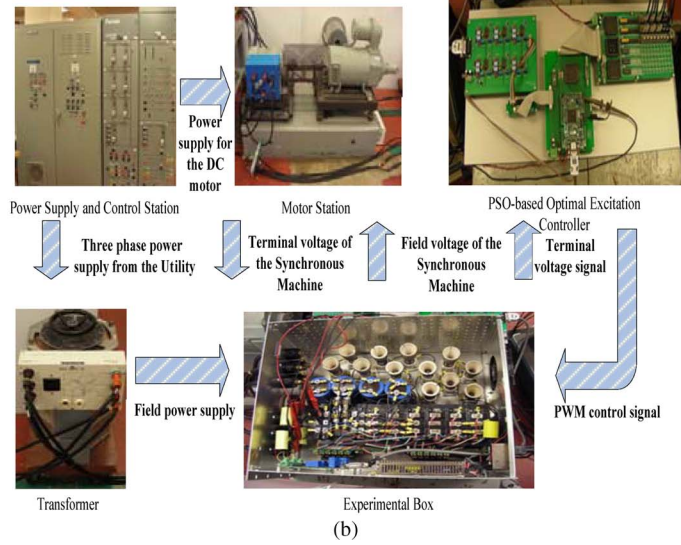 Power
supply for
the DC
motor
Power Supply and Control Station
Motor Station
PSO-based Optimal Excitation
Controller
Three phase power
supply from the Utility
Terminal voltage of
the Synchronous
Machine
Field voltage of the
Synchronous
Machine
Terminal
voltage signal
Field power supply
PWM control signal
Transformer
Experimental Box
(b)